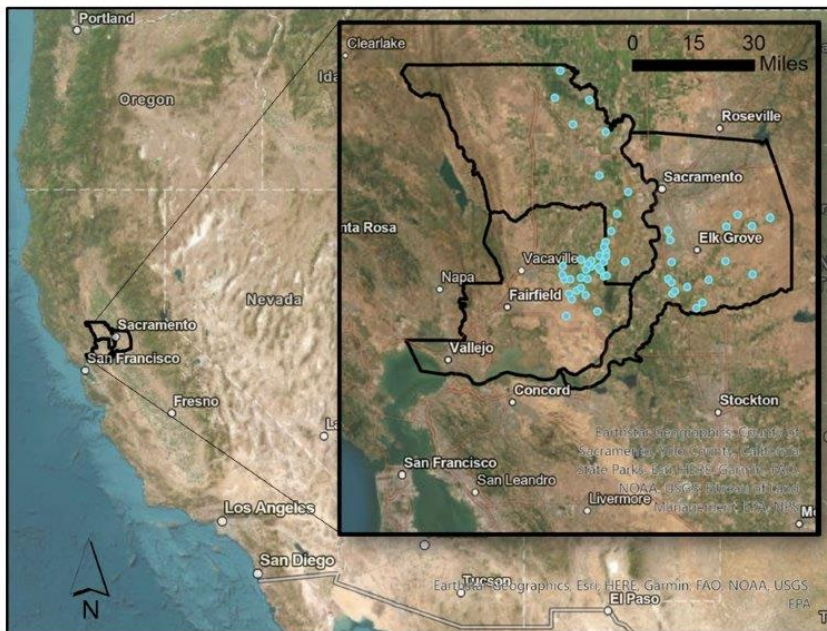 Portland
Oregon
Ida
Nevada
Sacramento
San Francisco
Fresno
Los Angeles
San Diego
Tucson
El Paso
N
Earthstar Geographics, Esri, HERE, Garmin, FAO, NOAA, USGS,
EPA
Clearlake
0 15 30
Miles
Roseville
Sacramento
nta Rosa
Elk Grove
Vacaville
Napa
Fairfield
Vallejo
Concord
Stockton
San Francisco
San Leandro
Livermore
Earthstar Geographics, County of
Sacramento, Yolo County, California
State Parks, Esri, HERE, Garmin, FAO,
NOAA, USGS, Bureau of Land
Management, EPA, NPS